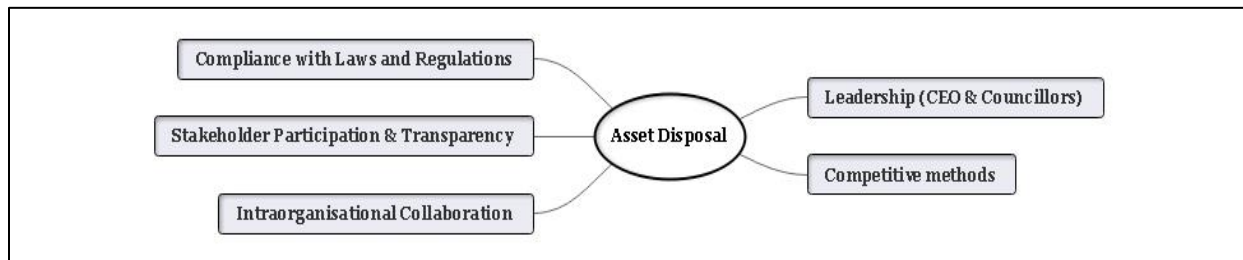 Compliance with Laws and Regulations
Stakeholder Participation & Transparency
Intraorganisational Collaboration
Asset Disposal
Leadership (CEO & Councillors)
Competitive methods